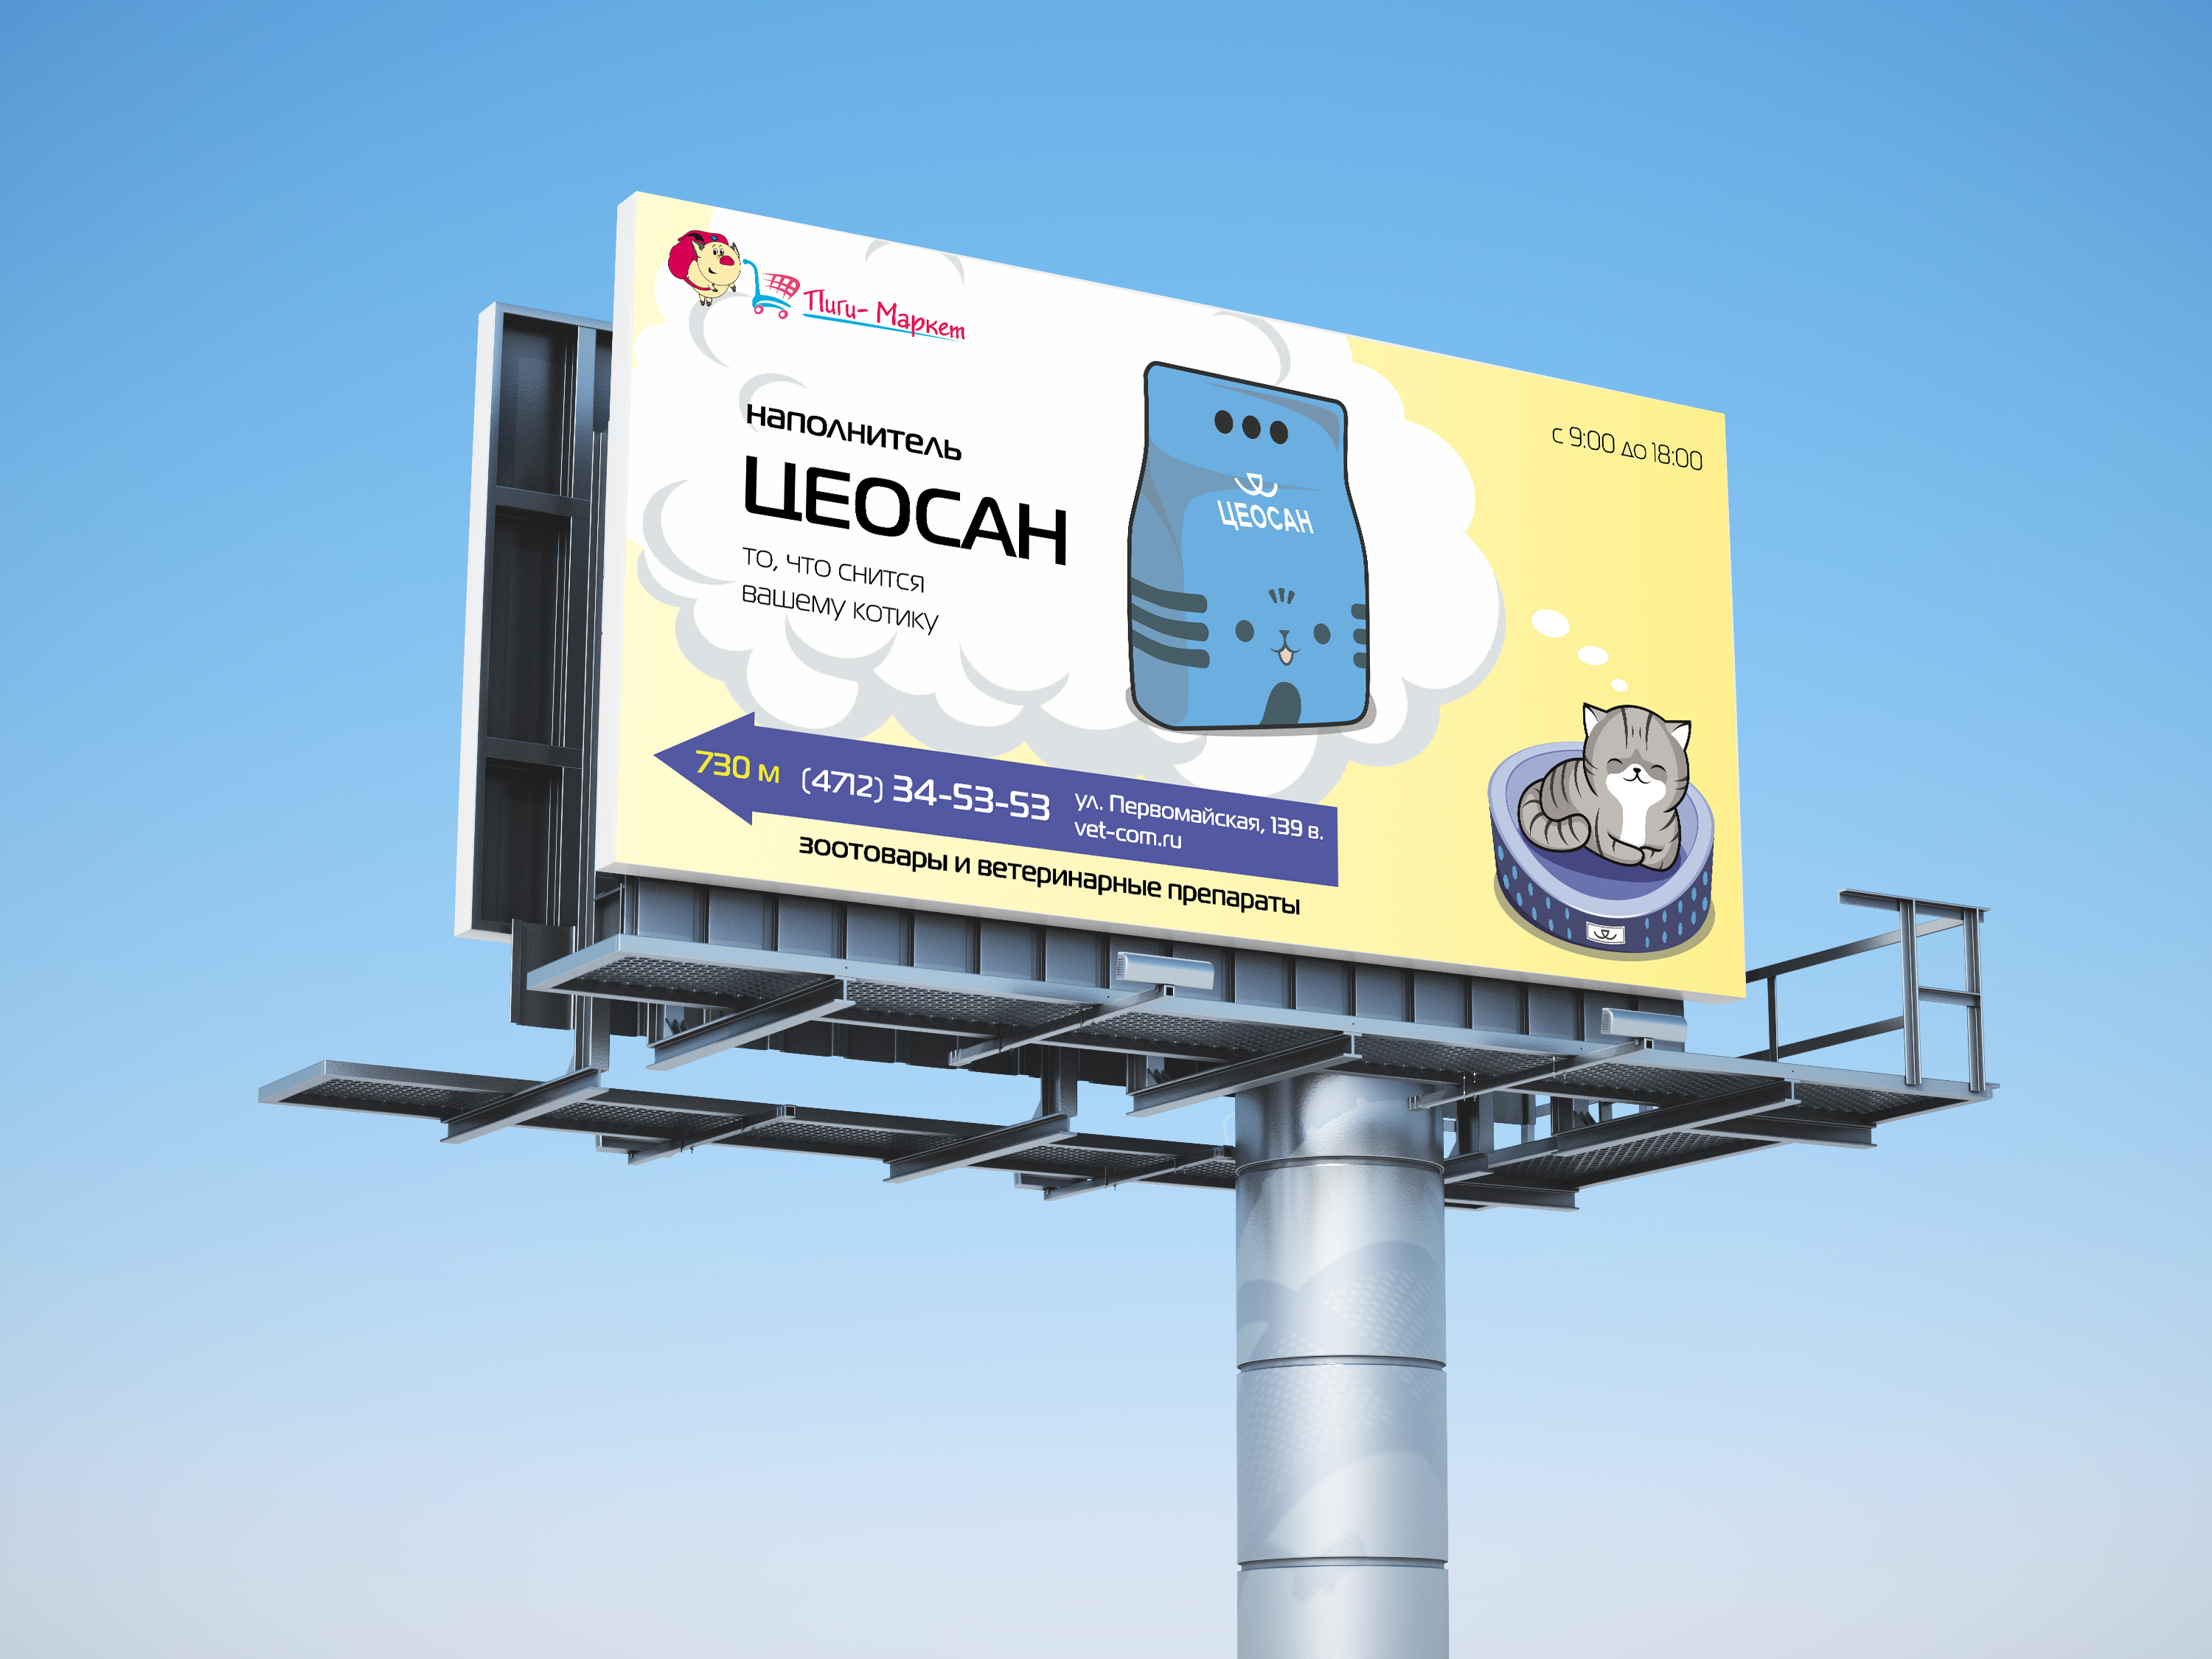 Пиги- Маркет
с 9:00 до 18:00
наполнитель
ЦЕОСАН
то, что снится
вашему котику
ЦЕОСАН
730 м (4712) 34-53-53
ул. Первомайская, 139 в.
vet-com.ru
зоотовары и ветеринарные препараты